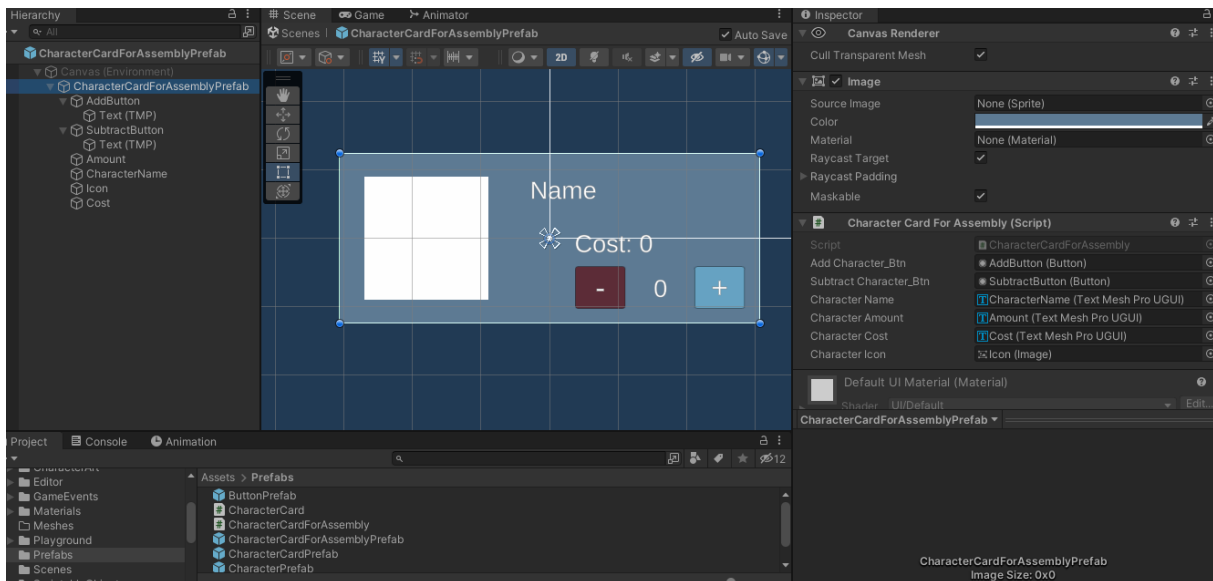 Hierarchy
All
CharacterCardForAssemblyPrefab
Canvas (Environment)
CharacterCardForAssemblyPrefab
AddButton
Text (TMP)
SubtractButton
Text (TMP)
Amount
CharacterName
Icon
Cost
Scene
Game
Animator
Scenes
CharacterCardForAssemblyPrefab
Auto Save
2D
Name
Cost: 0
-
0
+
Inspector
Canvas Renderer
Cull Transparent Mesh
Image
Source Image None (Sprite)
Color
Material None (Material)
Raycast Target
Raycast Padding
Maskable
Character Card For Assembly (Script)
Script CharacterCardForAssembly
Add Character_Btn AddButton (Button)
Subtract Character_Btn SubtractButton (Button)
Character Name CharacterName (Text Mesh Pro UGUI)
Character Amount Amount (Text Mesh Pro UGUI)
Character Cost Cost (Text Mesh Pro UGUI)
Character Icon Icon (Image)
Default UI Material (Material)
Shader UI/Default Edit...
CharacterCardForAssemblyPrefab
CharacterCardForAssemblyPrefab
Image Size: 0x0
Project
Console
Animation
12
CharacterArt
Editor
GameEvents
Materials
Meshes
Playground
Prefabs
Scenes
Assets > Prefabs
ButtonPrefab
CharacterCard
CharacterCardForAssembly
CharacterCardForAssemblyPrefab
CharacterCardPrefab
CharacterPrefab